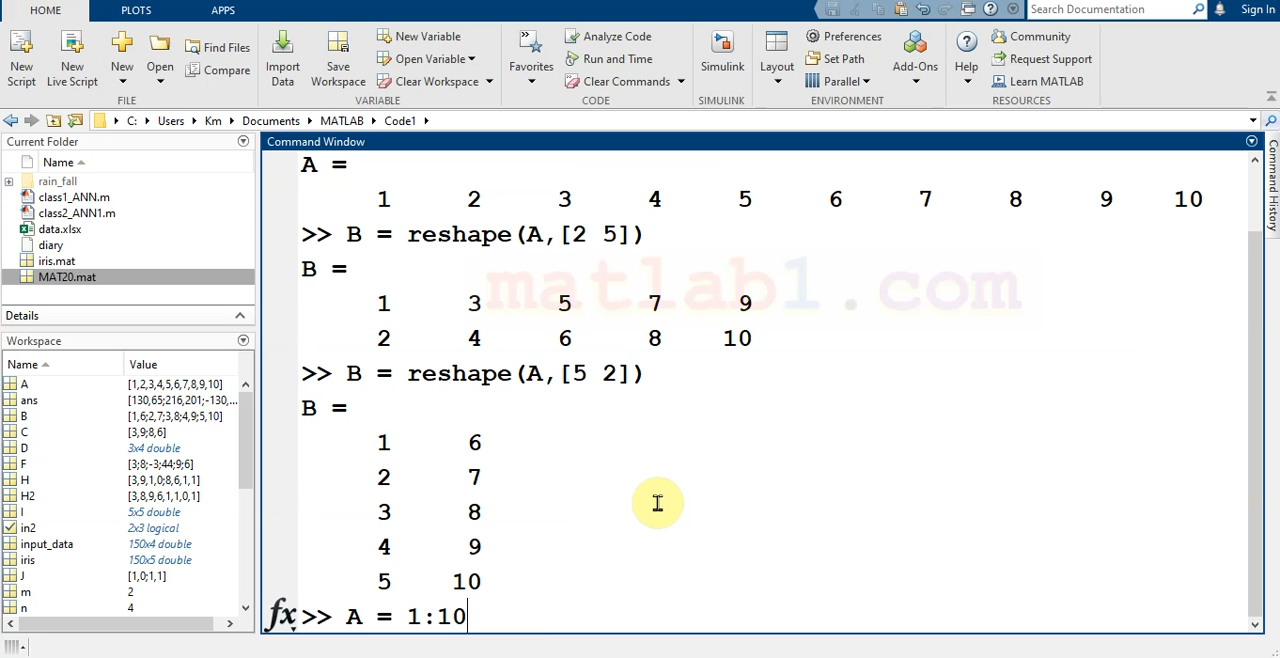 HOME PLOTS APPS
Search Documentation Sign In
New Script New Live Script New Open Find Files Compare
FILE
Import Data Save Workspace New Variable Open Variable Clear Workspace
VARIABLE
Favorites Analyze Code Run and Time Clear Commands
CODE
Simulink
SIMULINK
Layout Preferences Set Path Parallel Add-Ons
ENVIRONMENT
Help Community Request Support Learn MATLAB
RESOURCES
C: Users Km Documents MATLAB Code1
Current Folder
Name
rain_fall
class1_ANN.m
class2_ANN1.m
data.xlsx
diary
iris.mat
MAT20.mat
Details
Workspace
Name Value
A [1,2,3,4,5,6,7,8,9,10]
ans [130,65;216,201;-130,...
B [1,6;2,7;3,8;4,9;5,10]
C [3,9;8,6]
D 3x4 double
F [3;8;-3;44;9;6]
H [3,9,1,0;8,6,1,1]
H2 [3,8,9,6,1,1,0,1]
I 5x5 double
in2 2x3 logical
input_data 150x4 double
iris 150x5 double
J [1,0;1,1]
m 2
n 4
Command Window
A =
1 2 3 4 5 6 7 8 9 10
>> B = reshape(A,[2 5])
B =
1 3 5 7 9
2 4 6 8 10
>> B = reshape(A,[5 2])
B =
1 6
2 7
3 8
4 9
5 10
fx >> A = 1:10
matlab1.com
Command History